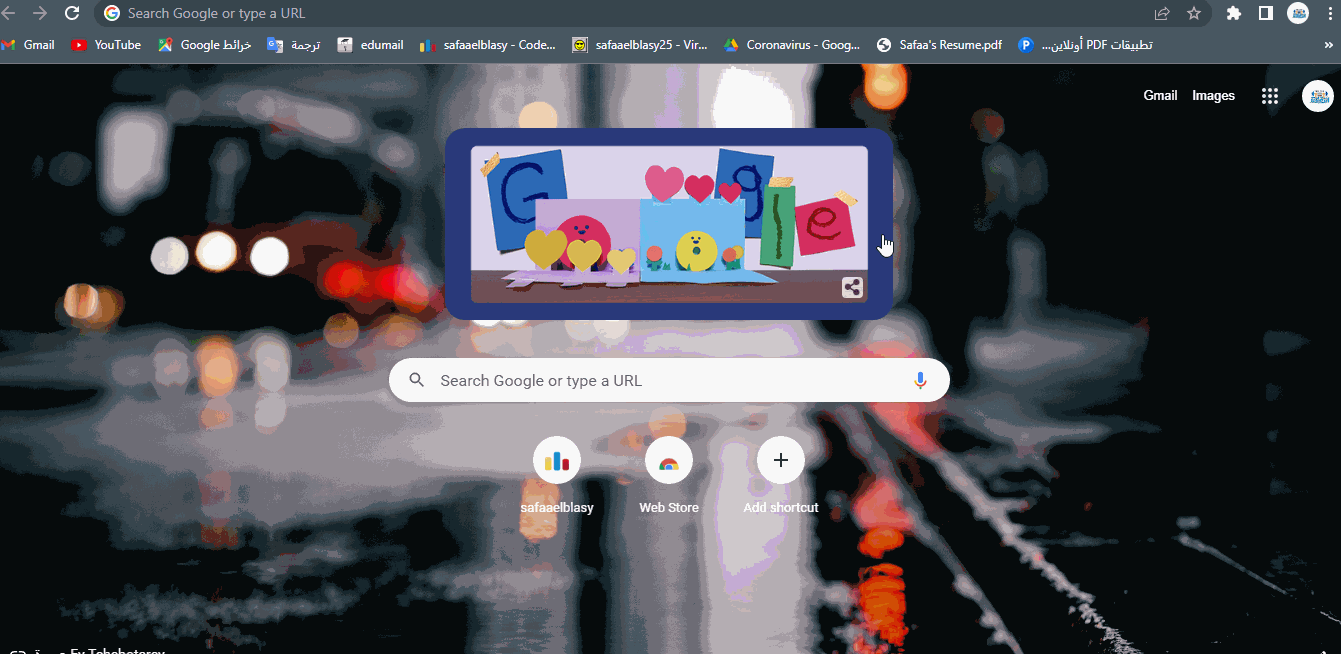 Search Google or type a URL
Gmail
YouTube
خرائط Google
ترجمة
edumail
safaaelblasy - Code...
safaaelblasy25 - Vir...
Coronavirus - Goog...
Safaa's Resume.pdf
تطبيقات PDF أونلاين...
»
Gmail Images
G g l e
Search Google or type a URL
safaaelblasy
Web Store
Add shortcut